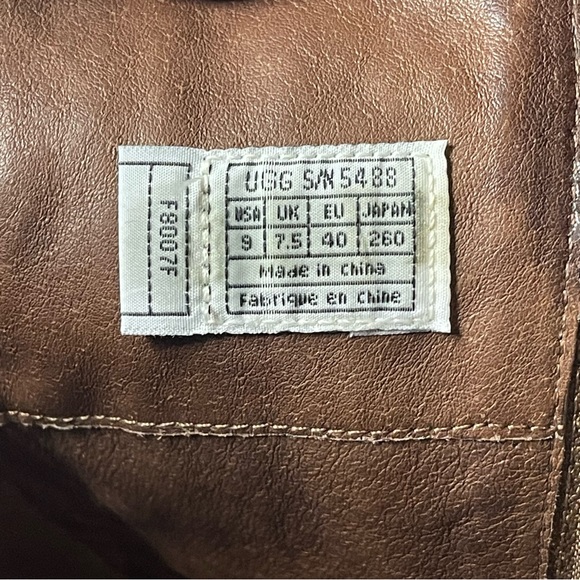 UGG S/N 5488
USA UK EU JAPAN
9 7.5 40 260
Made in China
Fabrique en Chine
F8007F